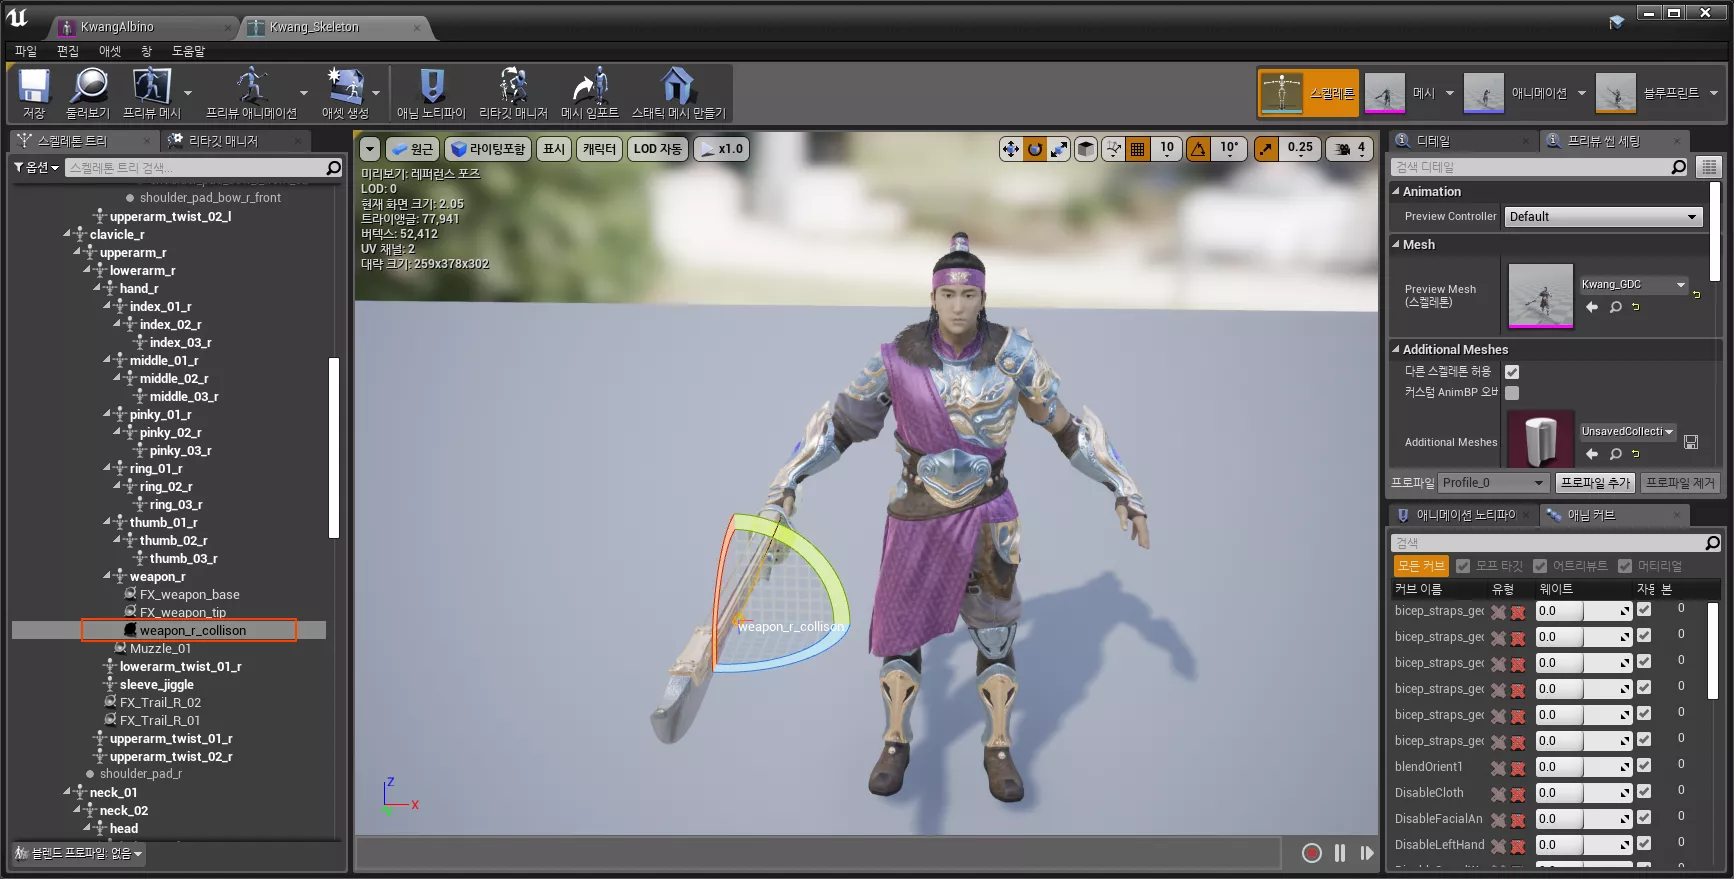 KwangAlbino
Kwang_Skeleton
파일 편집 애셋 창 도움말
저장
둘러보기
프리뷰 메시
프리뷰 애니메이션
애셋 생성
애님 노티파이
리타깃 매니저
메시 임포트
스태틱 메시 만들기
스켈레톤
메시
애니메이션
블루프린트
스켈레톤 트리
리타깃 매니저
옵션
스켈레톤 트리 검색...
shoulder_pad_bow_r_front
upperarm_twist_02_l
clavicle_r
upperarm_r
lowerarm_r
hand_r
index_01_r
index_02_r
index_03_r
middle_01_r
middle_02_r
middle_03_r
pinky_01_r
pinky_02_r
pinky_03_r
ring_01_r
ring_02_r
ring_03_r
thumb_01_r
thumb_02_r
thumb_03_r
weapon_r
FX_weapon_base
FX_weapon_tip
weapon_r_collison
Muzzle_01
lowerarm_twist_01_r
sleeve_jiggle
FX_Trail_R_02
FX_Trail_R_01
upperarm_twist_01_r
upperarm_twist_02_r
shoulder_pad_r
neck_01
neck_02
head
블렌드 프로파일: 없음
원근 라이팅포함 표시 캐릭터 LOD 자동 x1.0
10 10° 0.25 4
미리보기: 레퍼런스 포즈
LOD: 0
현재 화면 크기: 2.05
트라이앵글: 77,941
버텍스: 52,412
UV 채널: 2
대략 크기: 259x378x302
weapon_r_collison
Z
X
디테일
프리뷰 씬 세팅
검색 디테일
Animation
Preview Controller Default
Mesh
Preview Mesh
(스켈레톤)
Kwang_GDC
Additional Meshes
다른 스켈레톤 허용
커스텀 AnimBP 오버
Additional Meshes
UnsavedCollecti
프로파일 Profile_0 프로파일 추가 프로파일 제거
애니메이션 노티파이
애님 커브
검색
모든 커브 모프 타깃 어트리뷰트 머티리얼
커브 이름 유형 웨이트 자동 본
bicep_straps_geo 0.0 0
bicep_straps_geo 0.0 0
bicep_straps_geo 0.0 0
bicep_straps_geo 0.0 0
bicep_straps_geo 0.0 0
bicep_straps_geo 0.0 0
blendOrient1 0.0 0
DisableCloth 0.0 0
DisableFacialAn 0.0 0
DisableLeftHand 0.0 0